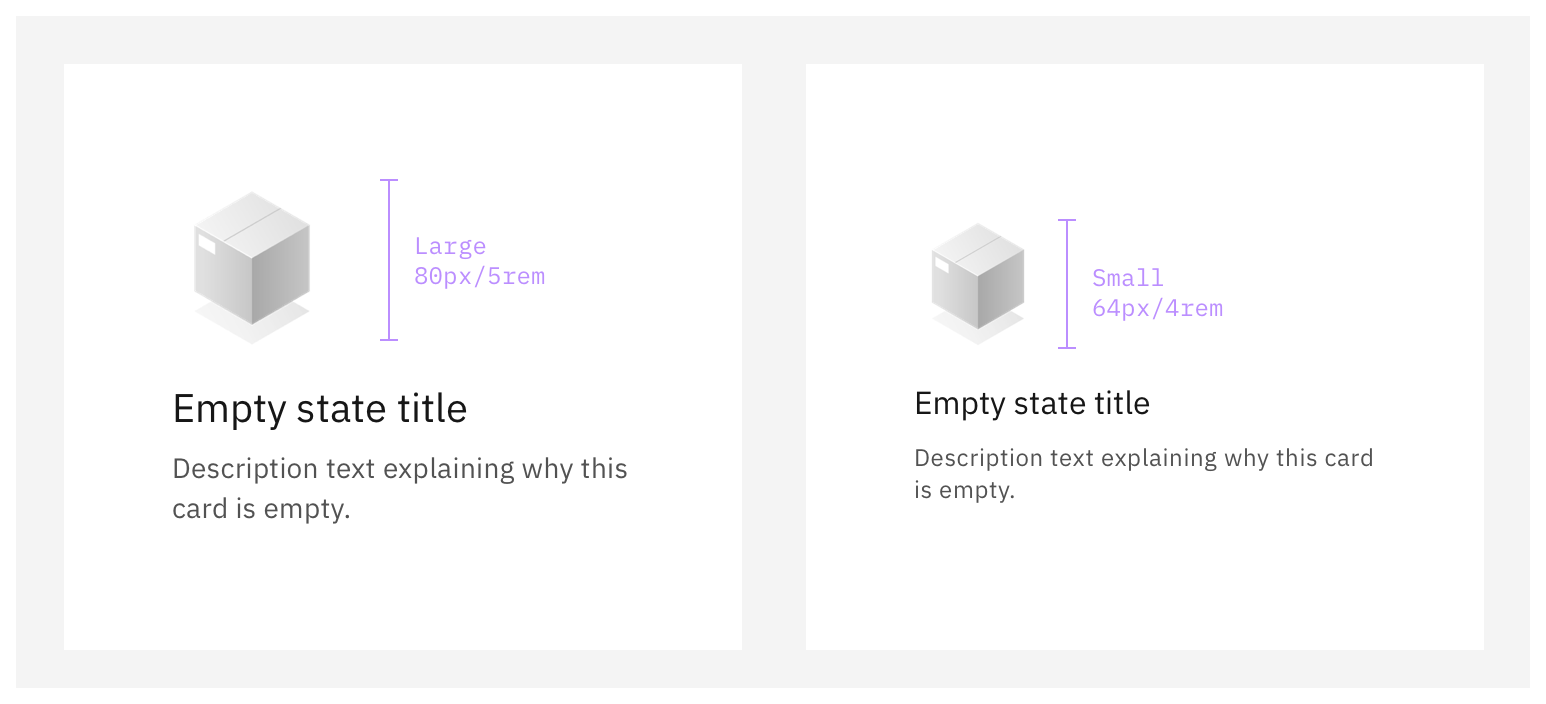 Large
80px/5rem
Empty state title
Description text explaining why this
card is empty.
Small
64px/4rem
Empty state title
Description text explaining why this card
is empty.